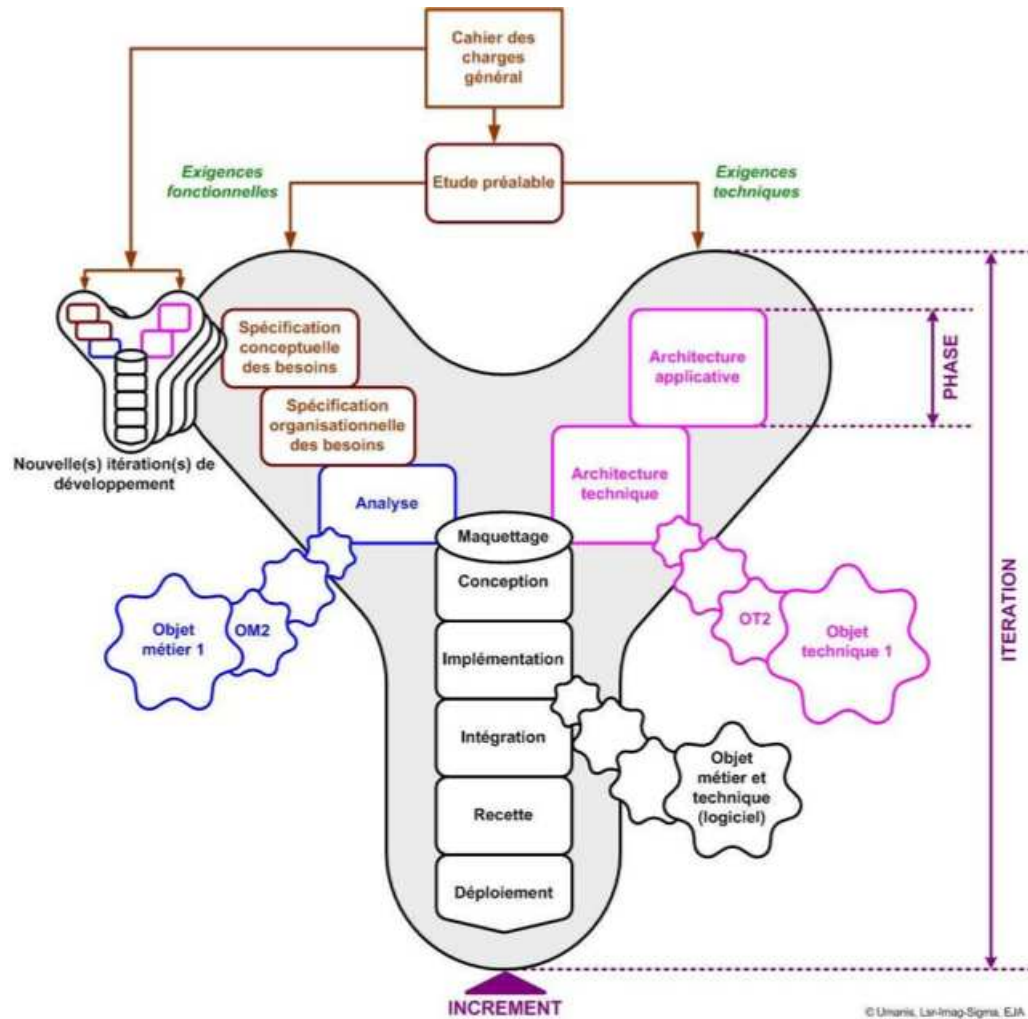 Cahier des
charges
général
Exigences
fonctionnelles
Etude préalable
Exigences
techniques
Spécification
conceptuelle
des besoins
Spécification
organisationnelle
des besoins
Analyse
Nouvelle(s) itération(s) de
développement
Architecture
applicative
Architecture
technique
PHASE
ITERATION
Maquettage
Conception
Implémentation
Intégration
Recette
Déploiement
Objet
métier 1
OM2
OT2
Objet
technique 1
Objet
métier et
technique
(logiciel)
INCREMENT
© Umanis, Lsr-Imag-Sigma, EJA